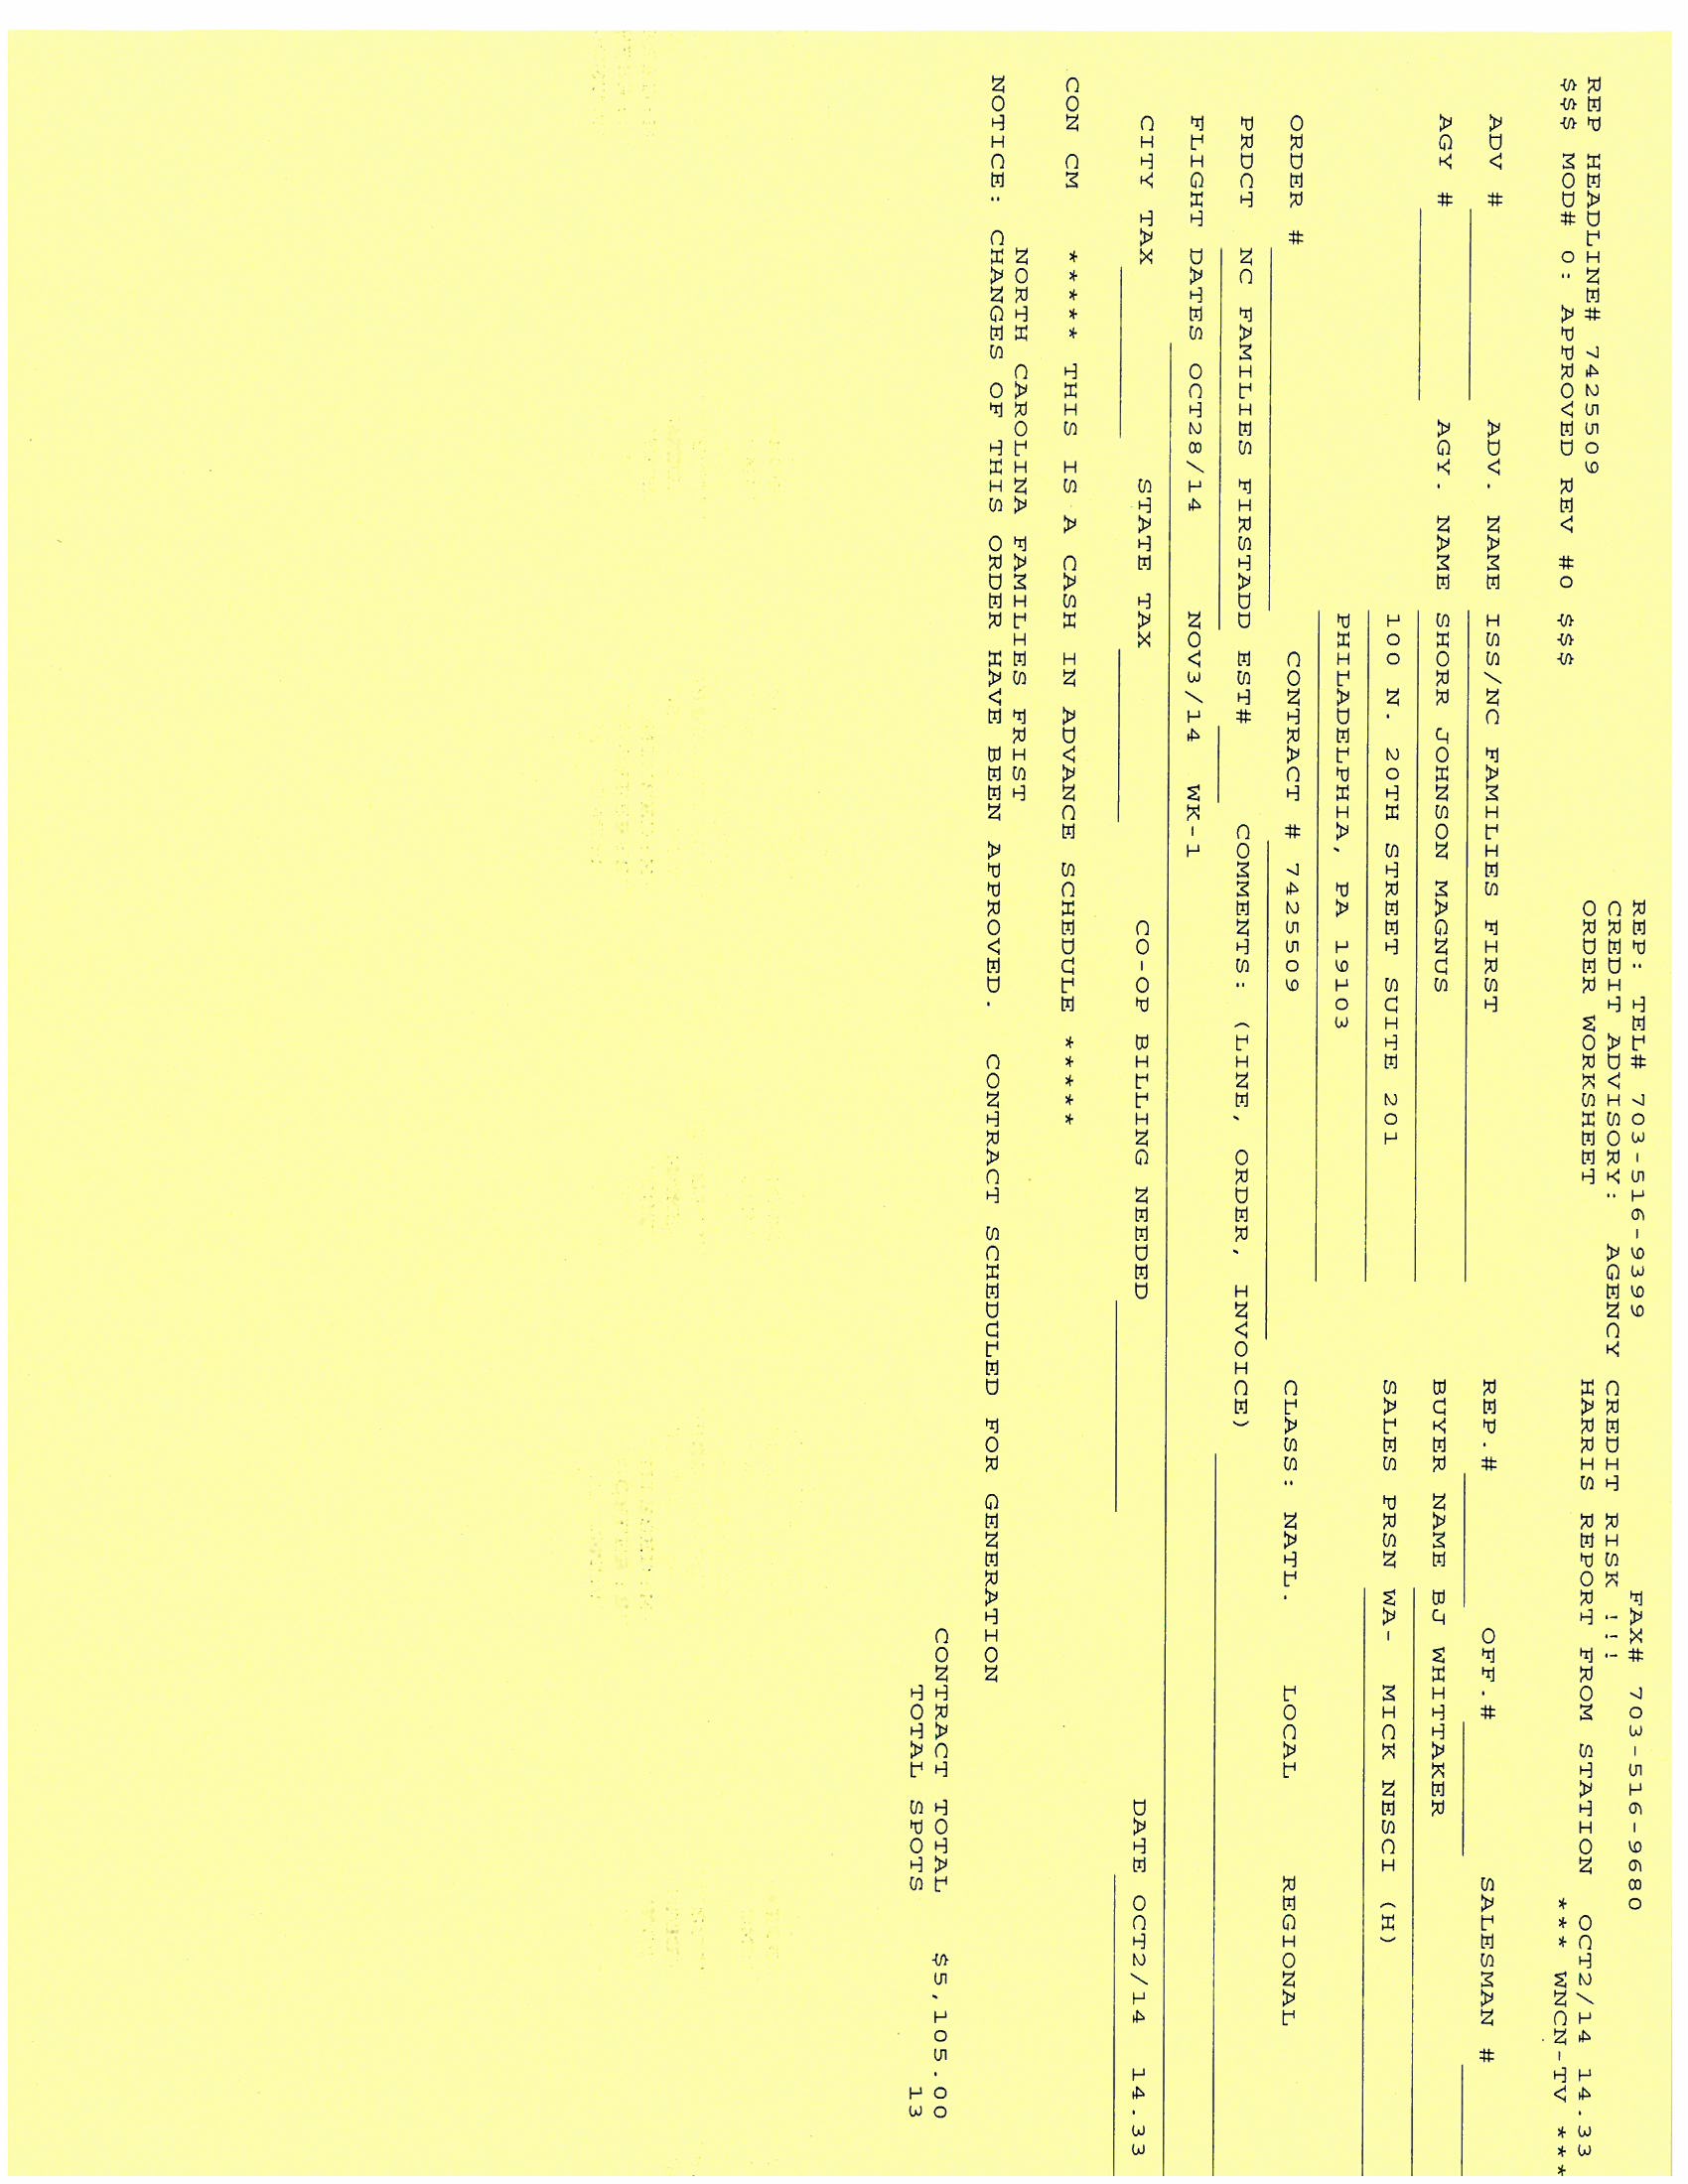 REP: TEL# 703-516-9399 FAX# 703-516-9680
CREDIT ADVISORY: AGENCY CREDIT RISK !!!
REP HEADLINE# 7425509 ORDER WORKSHEET HARRIS REPORT FROM STATION OCT2/14 14.33
$$$ MOD# 0: APPROVED REV #0 $$$ *** WNCN-TV ***
ADV # ADV. NAME ISS/NC FAMILIES FIRST REP.# OFF.# SALESMAN #
AGY # AGY. NAME SHORR JOHNSON MAGNUS BUYER NAME BJ WHITTAKER
100 N. 20TH STREET SUITE 201 SALES PRSN WA- MICK NESCI (H)
PHILADELPHIA, PA 19103
ORDER # CONTRACT # 7425509 CLASS: NATL. LOCAL REGIONAL
PRDCT NC FAMILIES FIRSTADD EST# COMMENTS: (LINE, ORDER, INVOICE)
FLIGHT DATES OCT28/14 NOV3/14 WK-1
CITY TAX STATE TAX CO-OP BILLING NEEDED DATE OCT2/14 14.33
CON CM ***** THIS IS A CASH IN ADVANCE SCHEDULE *****
NORTH CAROLINA FAMILIES FRIST
NOTICE: CHANGES OF THIS ORDER HAVE BEEN APPROVED. CONTRACT SCHEDULED FOR GENERATION
CONTRACT TOTAL $5,105.00
TOTAL SPOTS 13